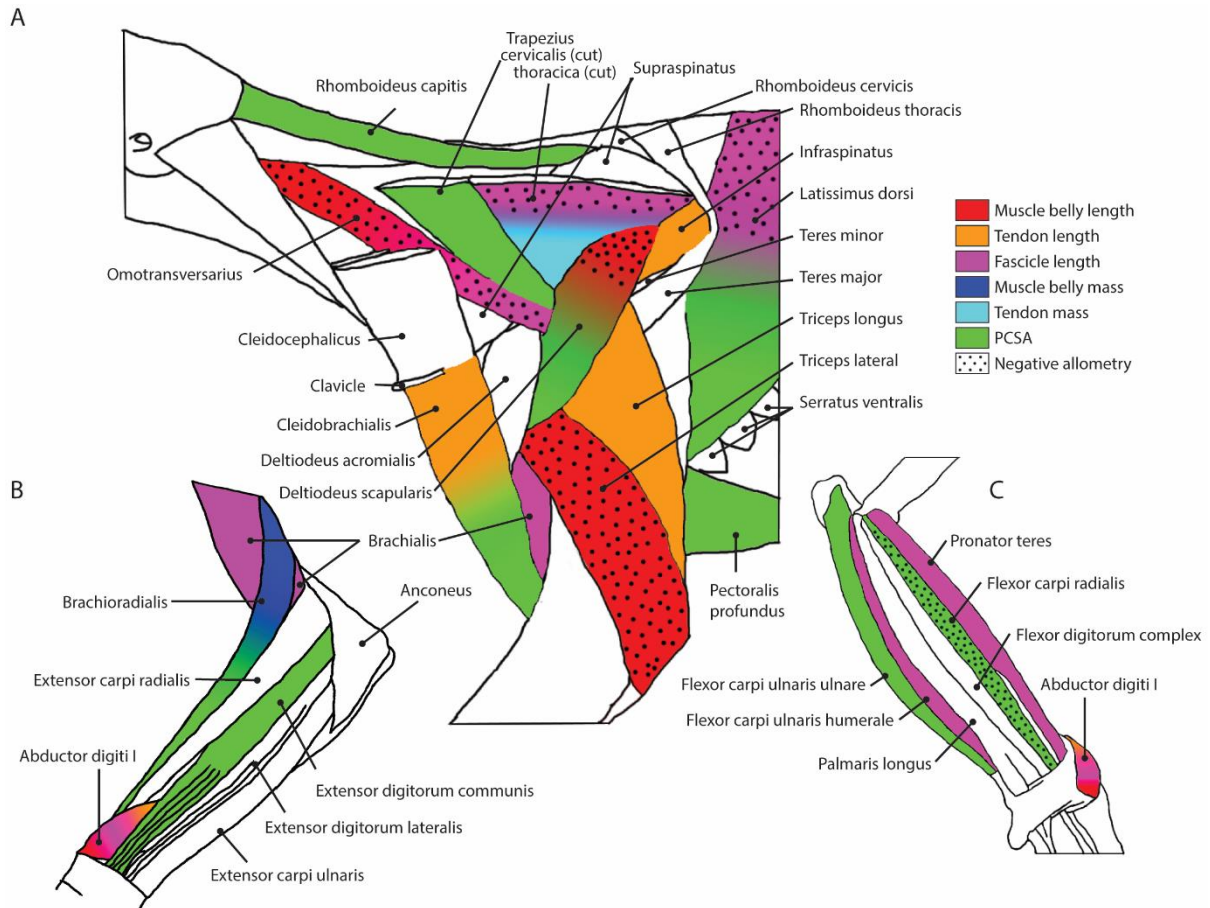 A
Trapezius
cervicalis (cut)
thoracica (cut)
Supraspinatus
Rhomboideus capitis
Rhomboideus cervicis
Rhomboideus thoracis
Infraspinatus
Latissimus dorsi
Teres minor
Teres major
Triceps longus
Triceps lateral
Serratus ventralis
Omotransversarius
Cleidocephalicus
Clavicle
Cleidobrachialis
Deltiodeus acromialis
Deltiodeus scapularis
Pectoralis
profundus
Muscle belly length
Tendon length
Fascicle length
Muscle belly mass
Tendon mass
PCSA
Negative allometry
B
Brachialis
Brachioradialis
Anconeus
Extensor carpi radialis
Abductor digiti I
Extensor digitorum communis
Extensor digitorum lateralis
Extensor carpi ulnaris
C
Pronator teres
Flexor carpi radialis
Flexor digitorum complex
Flexor carpi ulnaris ulnare
Flexor carpi ulnaris humerale
Palmaris longus
Abductor digiti I